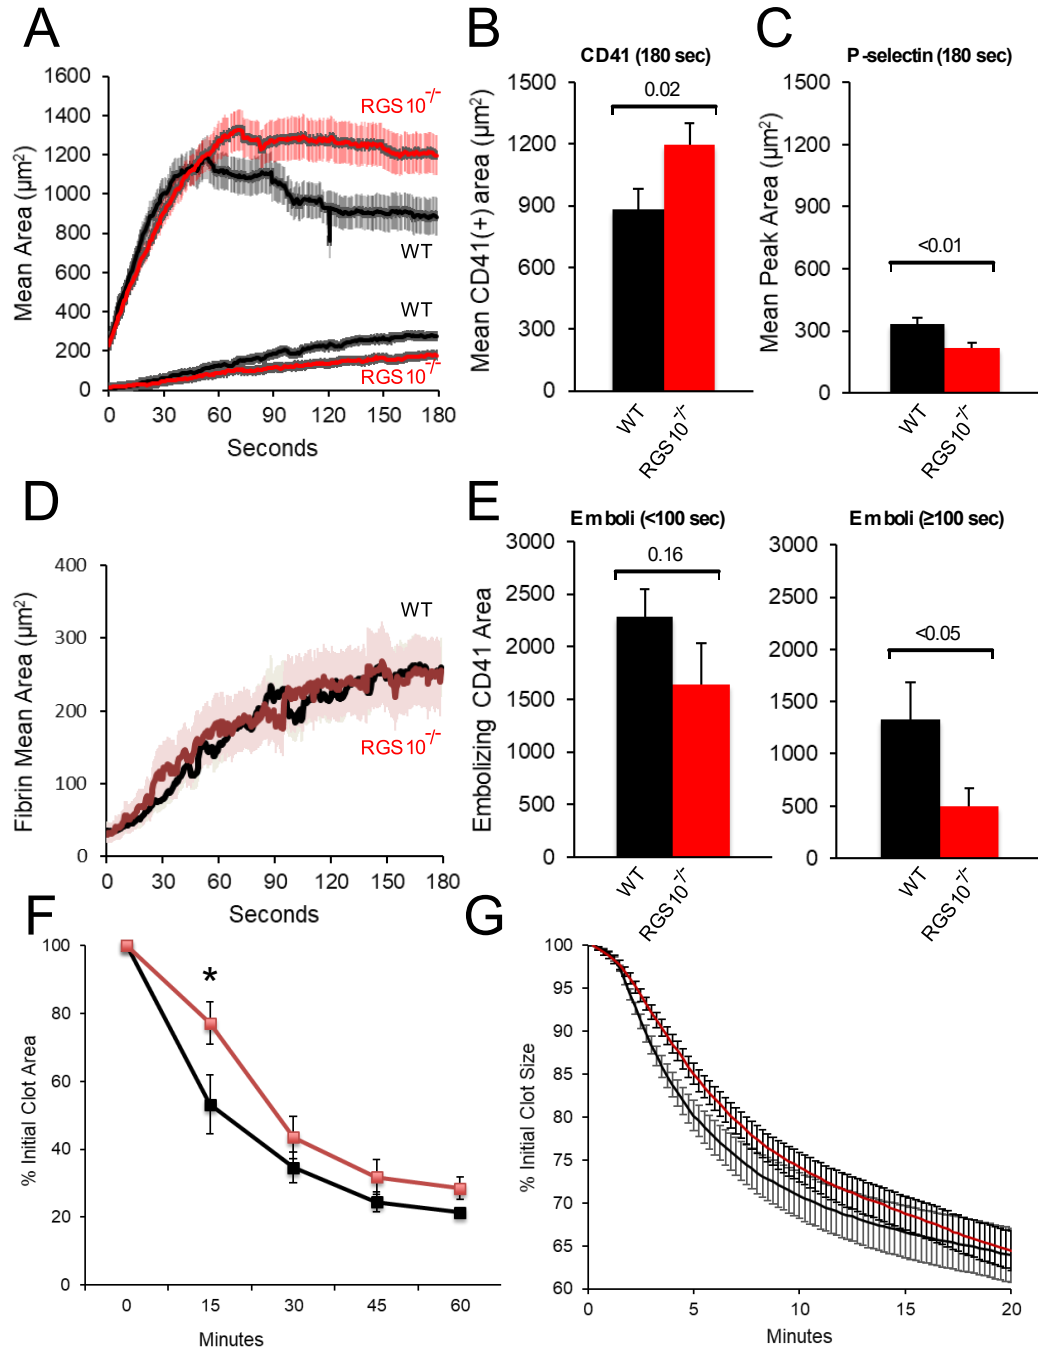 A
Mean Area (µm²)
1600
1400
1200
1000
800
600
400
200
0
RGS10⁻/⁻
WT
WT
RGS10⁻/⁻
0 30 60 90 120 150 180
Seconds
B
CD41 (180 sec)
Mean CD41(+) area (µm²)
1500
1200
900
600
300
0
0.02
WT
RGS10⁻/⁻
C
P-selectin (180 sec)
Mean Peak Area (µm²)
1500
1200
900
600
300
0
<0.01
WT
RGS10⁻/⁻
D
Fibrin Mean Area (µm²)
400
300
200
100
0
WT
RGS10⁻/⁻
0 30 60 90 120 150 180
Seconds
E
Emboli (<100 sec)
Embolizing CD41 Area
3000
2500
2000
1500
1000
500
0
0.16
WT
RGS10⁻/⁻
Emboli (≥100 sec)
3000
2500
2000
1500
1000
500
0
<0.05
WT
RGS10⁻/⁻
F
% Initial Clot Area
100
80
60
40
20
0
*
0 15 30 45 60
Minutes
G
% Initial Clot Size
100
95
90
85
80
75
70
65
60
0 5 10 15 20
Minutes